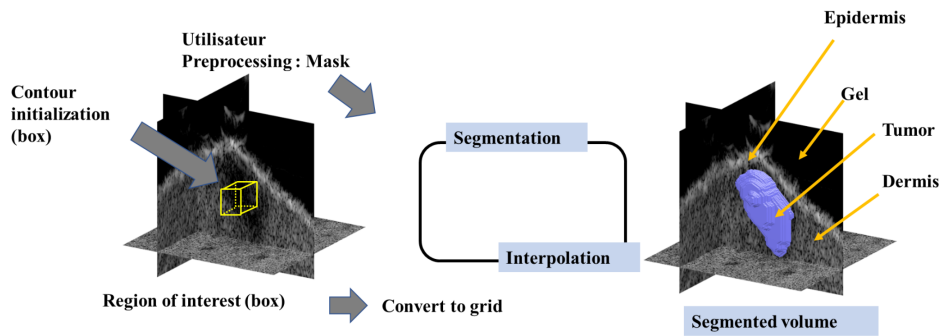 Utilisateur
Preprocessing : Mask
Contour
initialization
(box)
Region of interest (box)
Convert to grid
Segmentation
Interpolation
Epidermis
Gel
Tumor
Dermis
Segmented volume